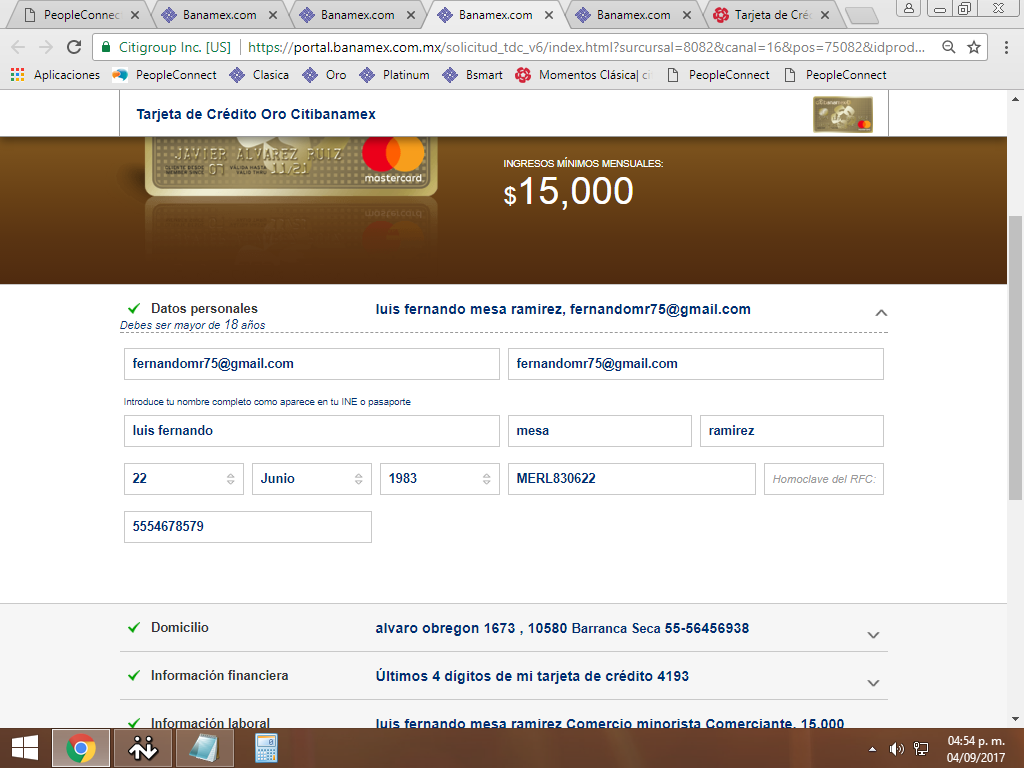 PeopleConnec
Banamex.com
Banamex.com
Banamex.com
Banamex.com
Tarjeta de Cré
Citigroup Inc. [US] https://portal.banamex.com.mx/solicitud_tdc_v6/index.html?surcursal=8082&canal=16&pos=75082&idprod...
Aplicaciones PeopleConnect Clasica Oro Platinum Bsmart Momentos Clásica| ci PeopleConnect PeopleConnect
Tarjeta de Crédito Oro Citibanamex
JAVIER ALVAREZ RUIZ
07 11/21
mastercard
INGRESOS MÍNIMOS MENSUALES:
$15,000
Datos personales luis fernando mesa ramirez, fernandomr75@gmail.com
Debes ser mayor de 18 años
fernandomr75@gmail.com fernandomr75@gmail.com
Introduce tu nombre completo como aparece en tu INE o pasaporte
luis fernando mesa ramirez
22 Junio 1983 MERL830622 Homoclave del RFC:
5554678579
Domicilio alvaro obregon 1673 , 10580 Barranca Seca 55-56456938
Información financiera Últimos 4 dígitos de mi tarjeta de crédito 4193
Información laboral luis fernando mesa ramirez Comercio minorista Comerciante, 15,000
04:54 p. m.
04/09/2017